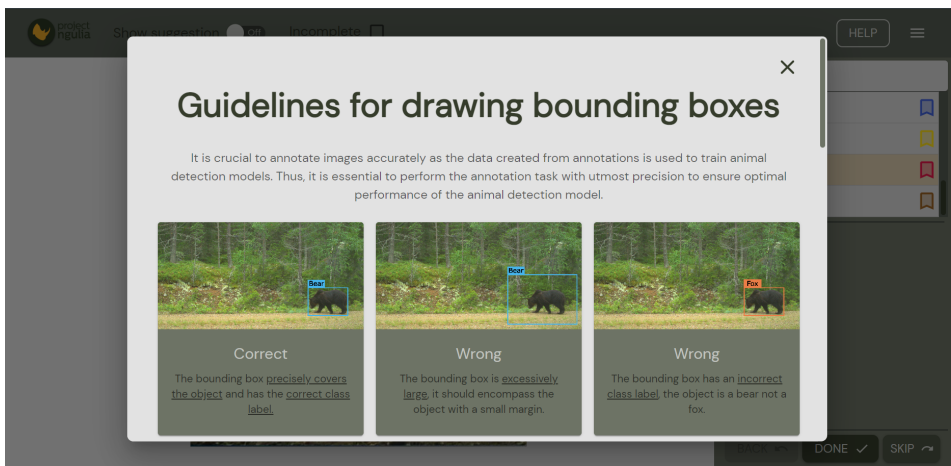 project
ngulia
Show suggestion
Off
Incomplete
HELP
Guidelines for drawing bounding boxes
It is crucial to annotate images accurately as the data created from annotations is used to train animal
detection models. Thus, it is essential to perform the annotation task with utmost precision to ensure optimal
performance of the animal detection model.
Bear
Bear
Fox
Correct
The bounding box precisely covers
the object and has the correct class
label.
Wrong
The bounding box is excessively
large, it should encompass the
object with a small margin.
Wrong
The bounding box has an incorrect
class label, the object is a bear not a
fox.
BACK
DONE
SKIP